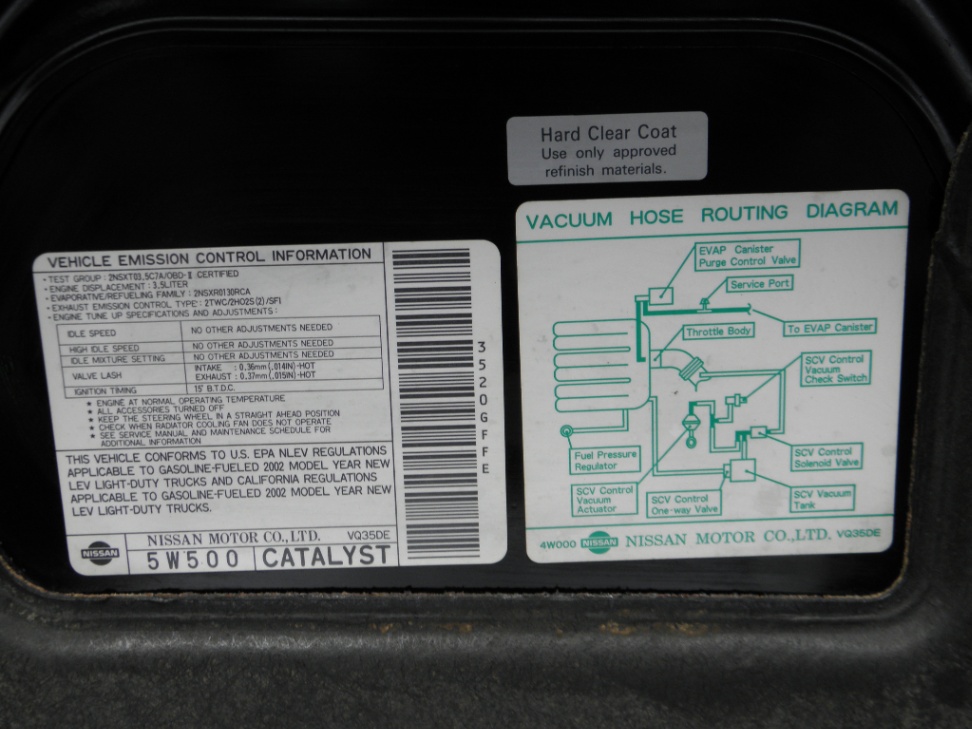 Hard Clear Coat
Use only approved
refinish materials.
VEHICLE EMISSION CONTROL INFORMATION
• TEST GROUP : 2NSXT03.5C7A/OBD-Ⅱ CERTIFIED
• ENGINE DISPLACEMENT : 3.5LITER
• EVAPORATIVE/REFUELING FAMILY : 2NSXR0130RCA
• EXHAUST EMISSION CONTROL TYPE : 2TWC/2HO2S(2)/SFI
• ENGINE TUNE UP SPECIFICATIONS AND ADJUSTMENTS :
IDLE SPEED NO OTHER ADJUSTMENTS NEEDED
HIGH IDLE SPEED NO OTHER ADJUSTMENTS NEEDED
IDLE MIXTURE SETTING NO OTHER ADJUSTMENTS NEEDED
VALVE LASH INTAKE : 0.36mm(.014IN)-HOT
EXHAUST : 0.37mm(.015IN)-HOT
IGNITION TIMING 15° B.T.D.C.
★ ENGINE AT NORMAL OPERATING TEMPERATURE
★ ALL ACCESSORIES TURNED OFF
★ KEEP THE STEERING WHEEL IN A STRAIGHT AHEAD POSITION
★ CHECK WHEN RADIATOR COOLING FAN DOES NOT OPERATE
★ SEE SERVICE MANUAL AND MAINTENANCE SCHEDULE FOR
ADDITIONAL INFORMATION
THIS VEHICLE CONFORMS TO U.S. EPA NLEV REGULATIONS
APPLICABLE TO GASOLINE-FUELED 2002 MODEL YEAR NEW
LEV LIGHT-DUTY TRUCKS AND CALIFORNIA REGULATIONS
APPLICABLE TO GASOLINE-FUELED 2002 MODEL YEAR NEW
LEV LIGHT-DUTY TRUCKS.
NISSAN
NISSAN MOTOR CO.,LTD. VQ35DE
5W500 CATALYST
3520GFFE
VACUUM HOSE ROUTING DIAGRAM
EVAP Canister
Purge Control Valve
Service Port
To EVAP Canister
Throttle Body
SCV Control
Vacuum
Check Switch
Fuel Pressure
Regulator
SCV Control
Solenoid Valve
SCV Control
Vacuum
Actuator
SCV Control
One-way Valve
SCV Vacuum
Tank
4W000 NISSAN NISSAN MOTOR CO.,LTD. VQ35DE